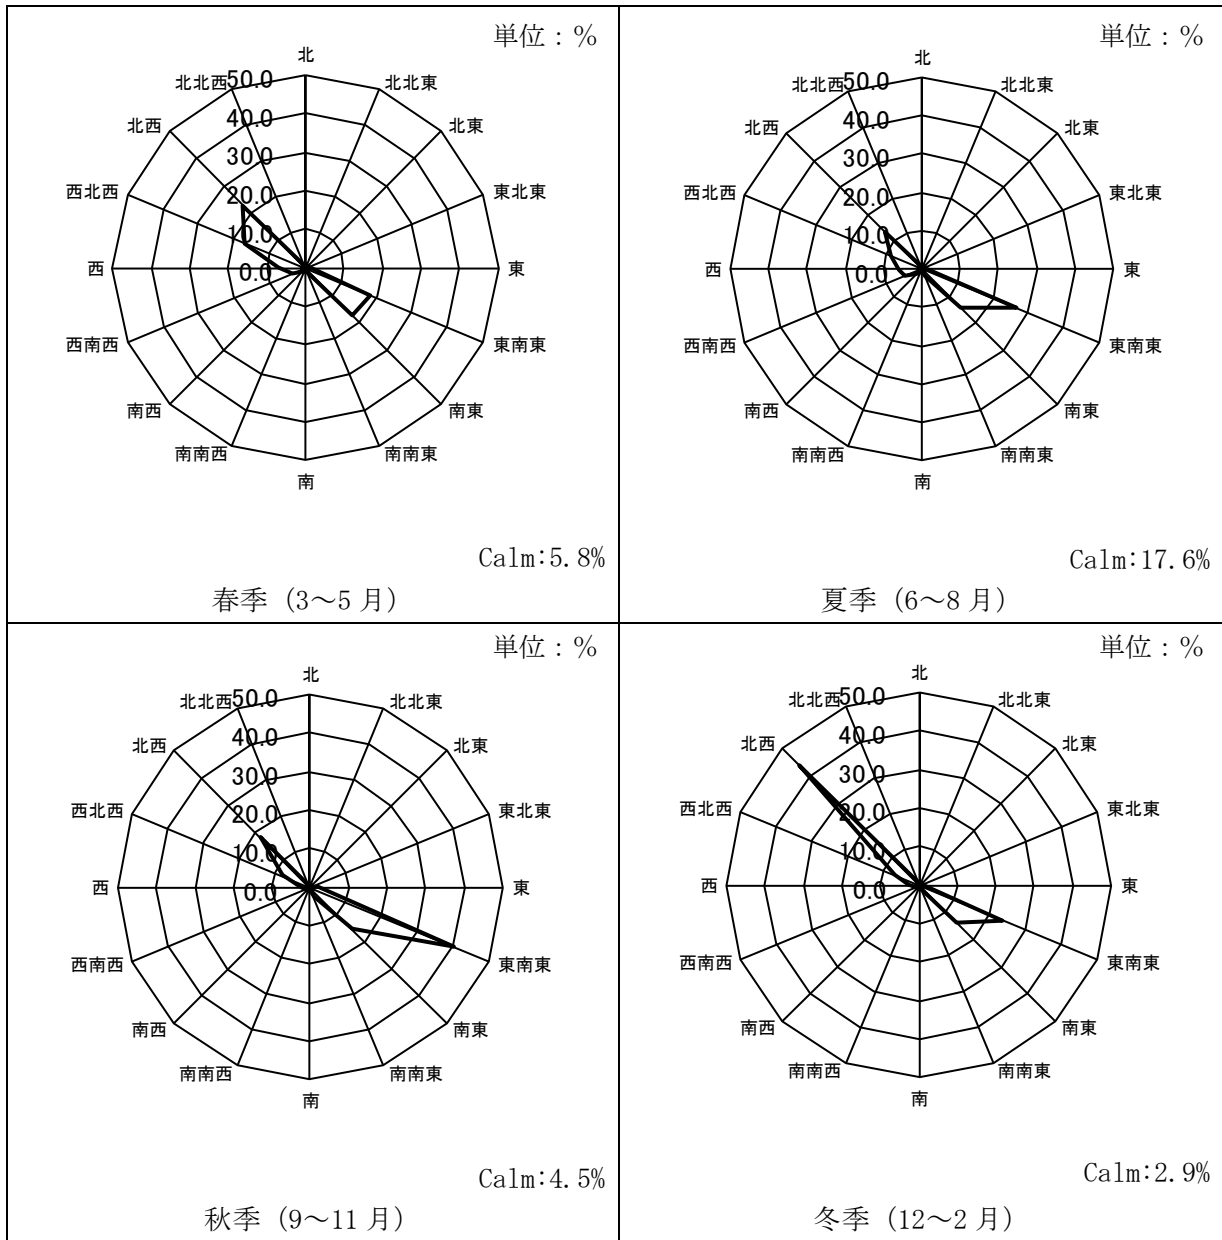 単位：％
北
北北西 50.0 北北東
40.0
北西 北東
30.0
西北西 20.0 東北東
10.0
西 0.0 東
西南西 東南東
南西 南東
南南西 南南東
南
Calm:5.8%
春季（3～5 月）
単位：％
北
北北西 50.0 北北東
40.0
北西 北東
30.0
西北西 20.0 東北東
10.0
西 0.0 東
西南西 東南東
南西 南東
南南西 南南東
南
Calm:17.6%
夏季（6～8 月）
単位：％
北
北北西 50.0 北北東
40.0
北西 北東
30.0
西北西 20.0 東北東
10.0
西 0.0 東
西南西 東南東
南西 南東
南南西 南南東
南
Calm:4.5%
秋季（9～11 月）
単位：％
北
北北西 50.0 北北東
40.0
北西 北東
30.0
西北西 20.0 東北東
10.0
西 0.0 東
西南西 東南東
南西 南東
南南西 南南東
南
Calm:2.9%
冬季（12～2 月）